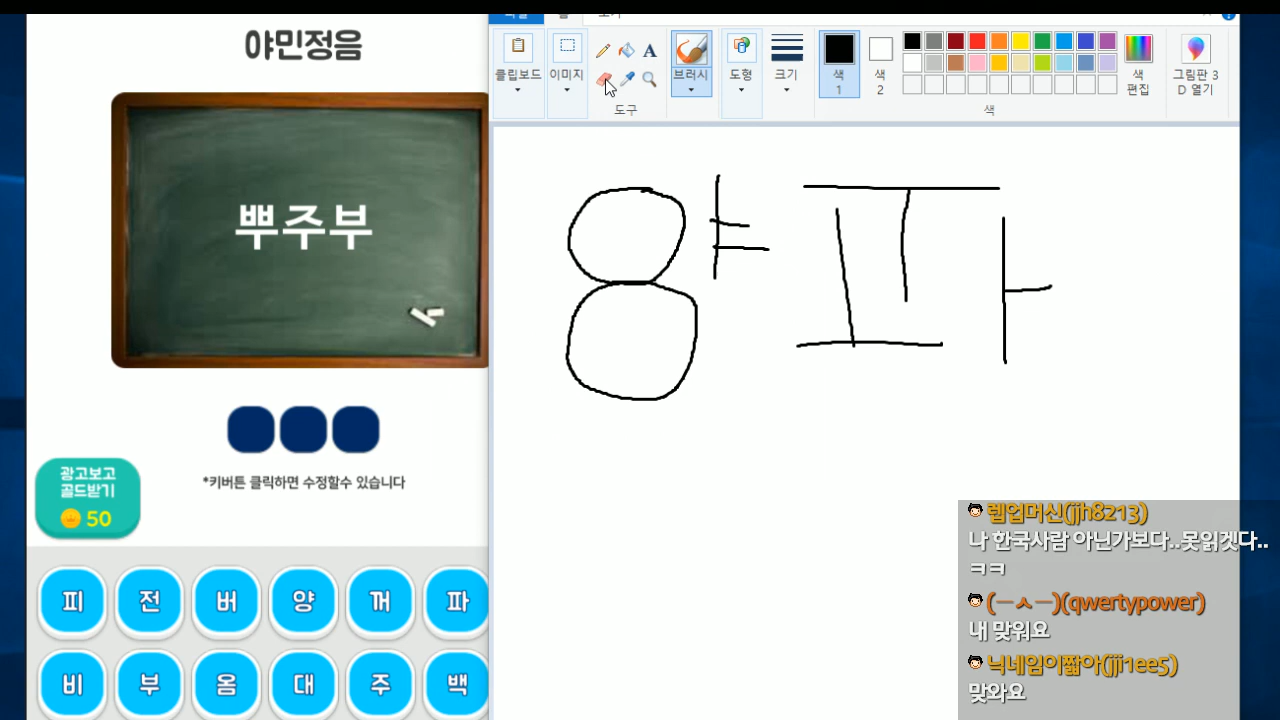 야민정음
뿌주부
*키버튼 클릭하면 수정할수 있습니다
광고보고
골드받기
50
피 전 버 양 꺼 파
비 부 옴 대 주 백
클립보드
이미지
도구
브러시
도형
크기
색
1
색
2
색
편집
그림판 3
D 열기
색
양파
렙업머신(jjh8213)
나 한국사람 아닌가보다..못읽겟다..
ㅋㅋ
(ㅡㅅㅡ)(qwertypower)
내 맞워요
닉네임이짧아(jji1ee5)
맞와요